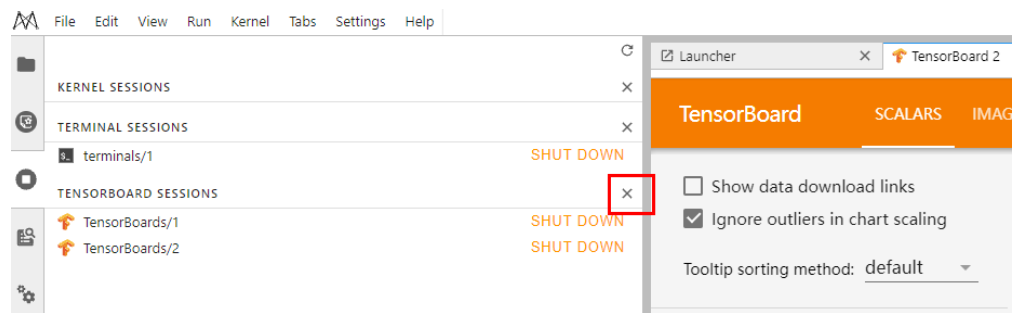 File Edit View Run Kernel Tabs Settings Help
Launcher
TensorBoard 2
KERNEL SESSIONS
TERMINAL SESSIONS
terminals/1 SHUT DOWN
TENSORBOARD SESSIONS
TensorBoards/1 SHUT DOWN
TensorBoards/2 SHUT DOWN
TensorBoard SCALARS IMAG
Show data download links
Ignore outliers in chart scaling
Tooltip sorting method: default